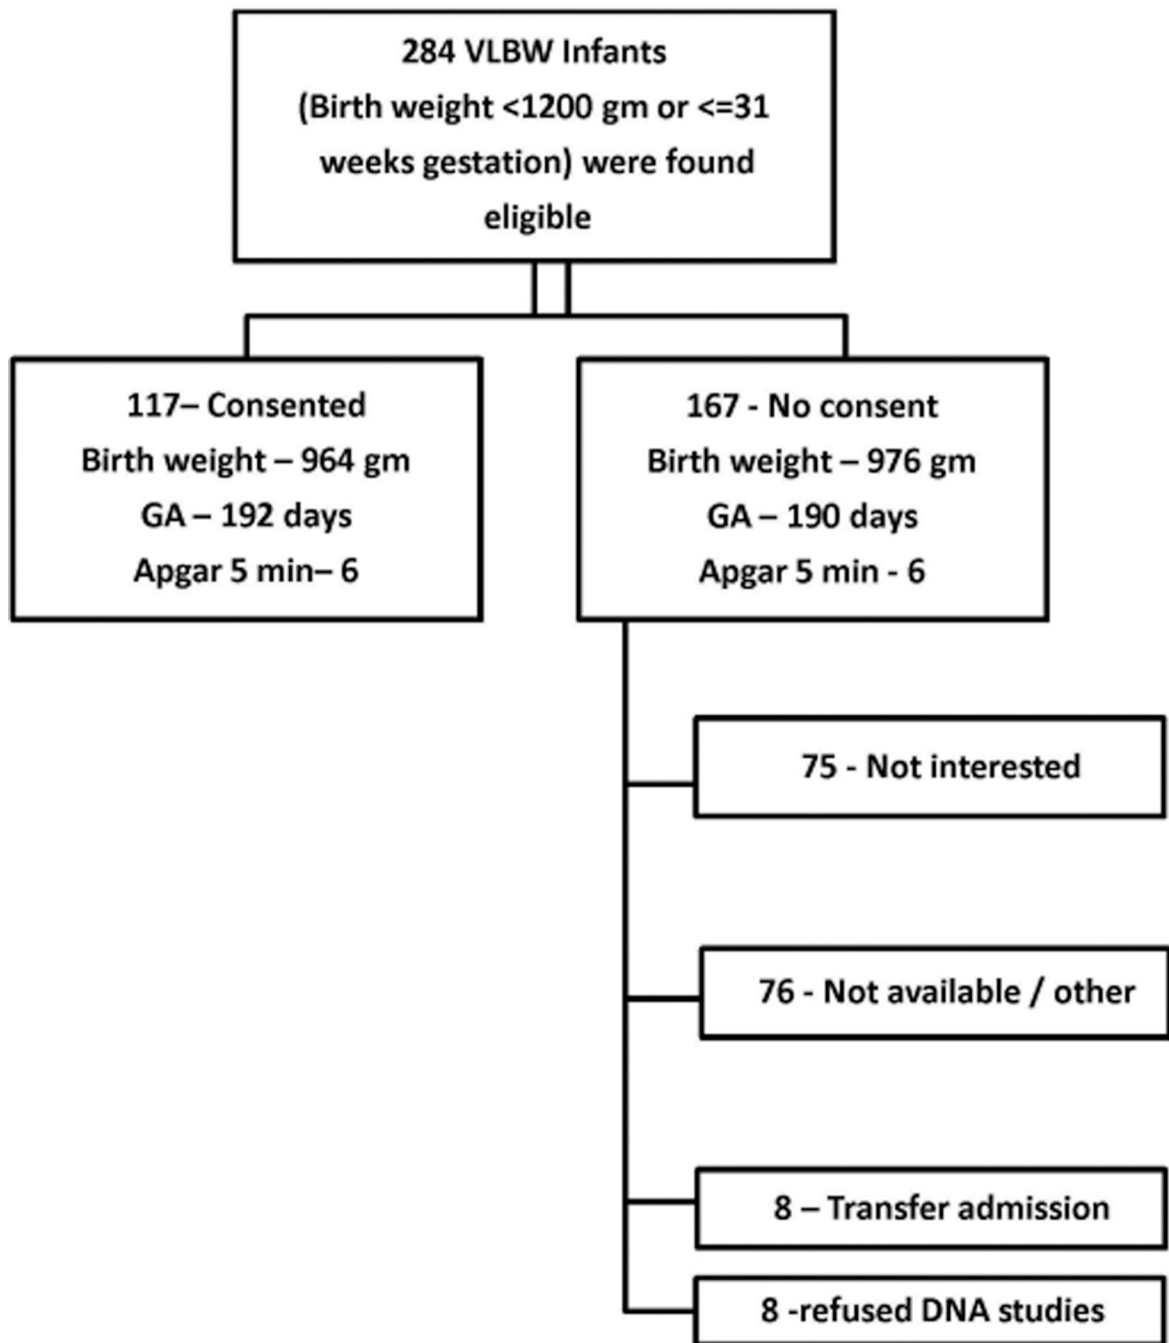 284 VLBW Infants
(Birth weight <1200 gm or <=31
weeks gestation) were found
eligible
117– Consented
Birth weight – 964 gm
GA – 192 days
Apgar 5 min– 6
167 - No consent
Birth weight – 976 gm
GA – 190 days
Apgar 5 min - 6
75 - Not interested
76 - Not available / other
8 – Transfer admission
8 -refused DNA studies